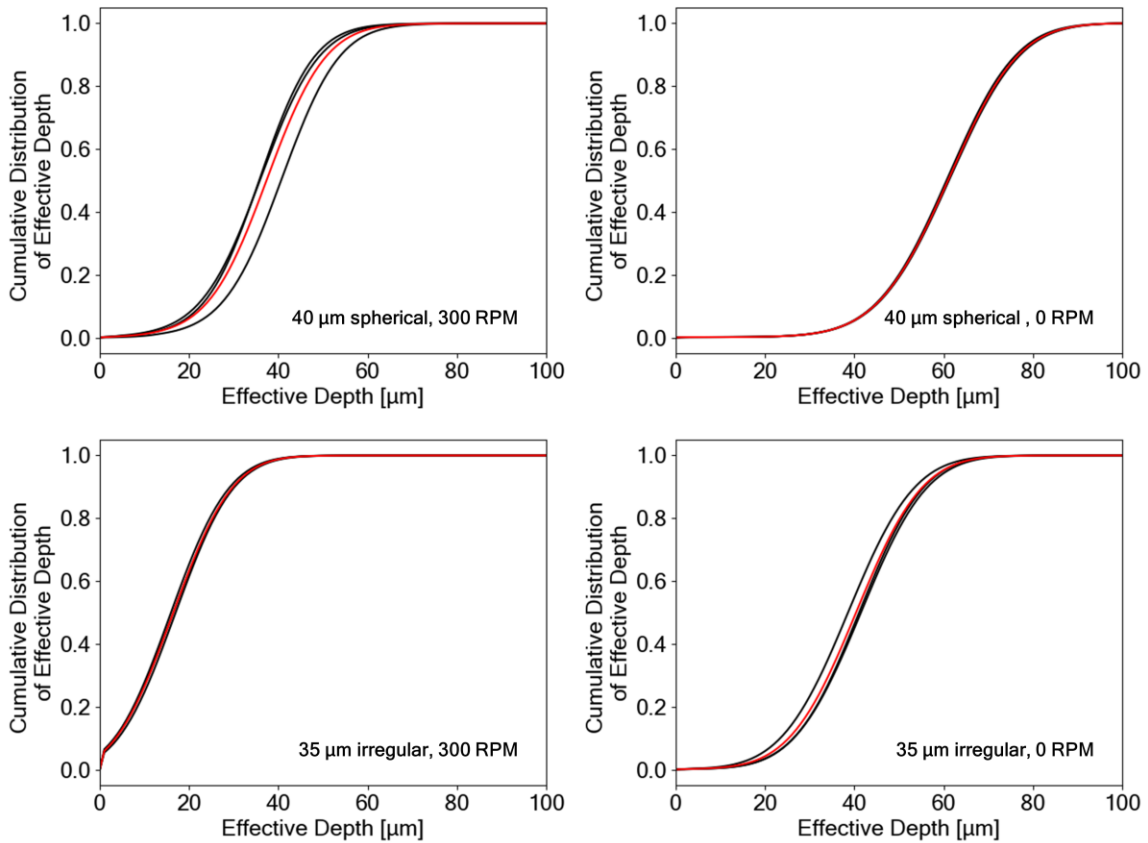 Cumulative Distribution
of Effective Depth
1.0
0.8
0.6
0.4
0.2
0.0
40 µm spherical, 300 RPM
0 20 40 60 80 100
Effective Depth [µm]
Cumulative Distribution
of Effective Depth
1.0
0.8
0.6
0.4
0.2
0.0
40 µm spherical , 0 RPM
0 20 40 60 80 100
Effective Depth [µm]
Cumulative Distribution
of Effective Depth
1.0
0.8
0.6
0.4
0.2
0.0
35 µm irregular, 300 RPM
0 20 40 60 80 100
Effective Depth [µm]
Cumulative Distribution
of Effective Depth
1.0
0.8
0.6
0.4
0.2
0.0
35 µm irregular, 0 RPM
0 20 40 60 80 100
Effective Depth [µm]